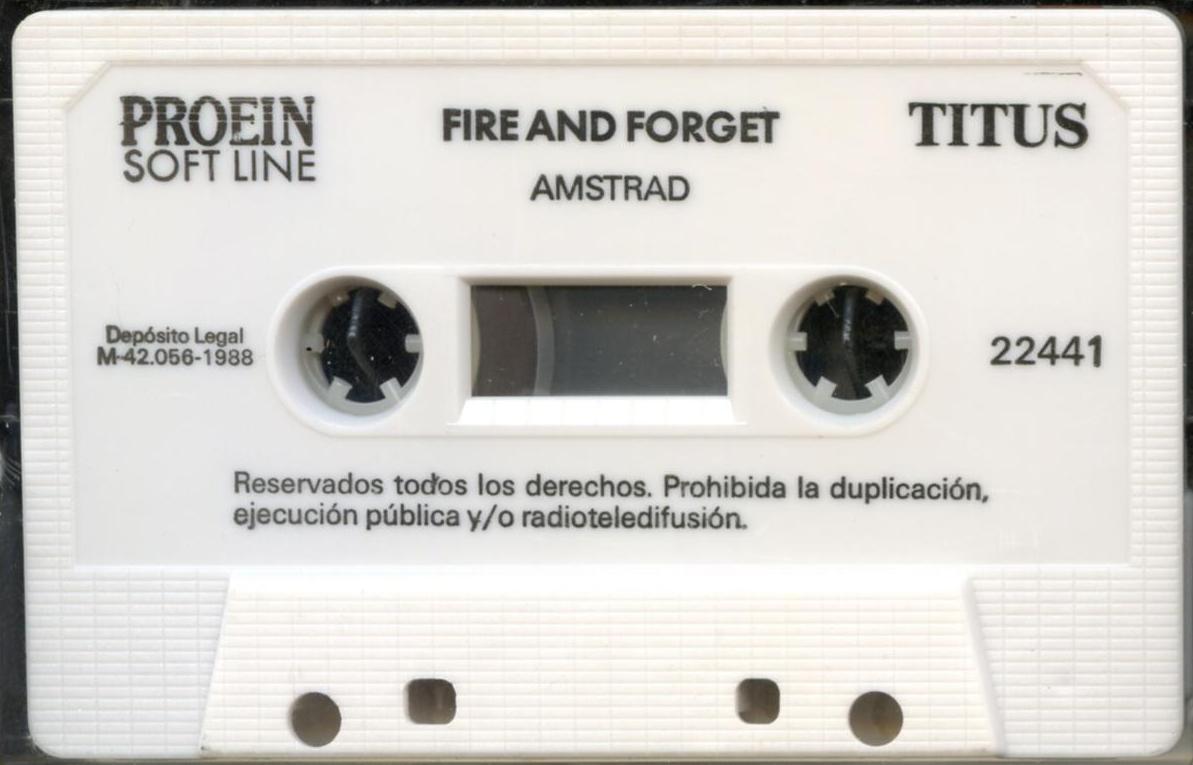 PROEIN
SOFT LINE
FIRE AND FORGET
AMSTRAD
TITUS
Depósito Legal
M-42.056-1988
22441
Reservados todos los derechos. Prohibida la duplicación,
ejecución pública y/o radioteledifusión.